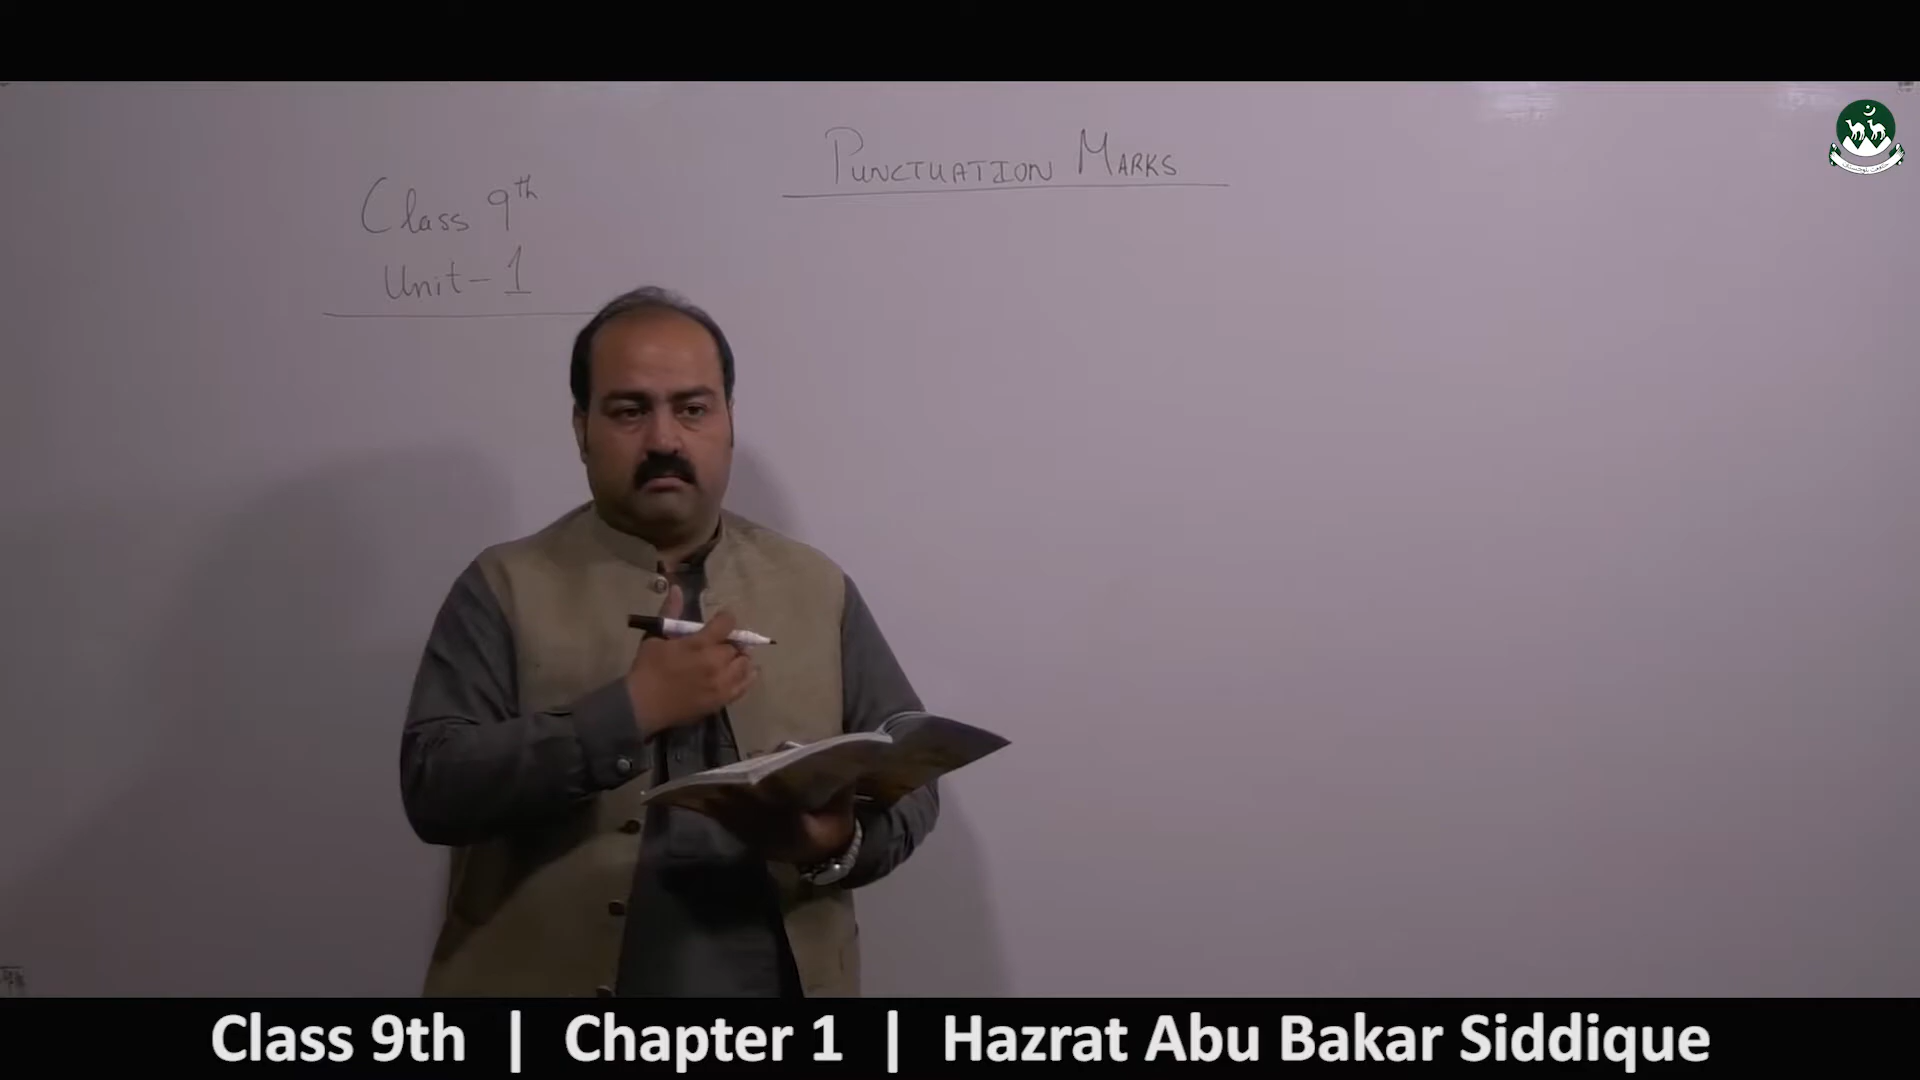 PUNCTUATION MARKS
Class 9th
Unit-1
Class 9th | Chapter 1 | Hazrat Abu Bakar Siddique